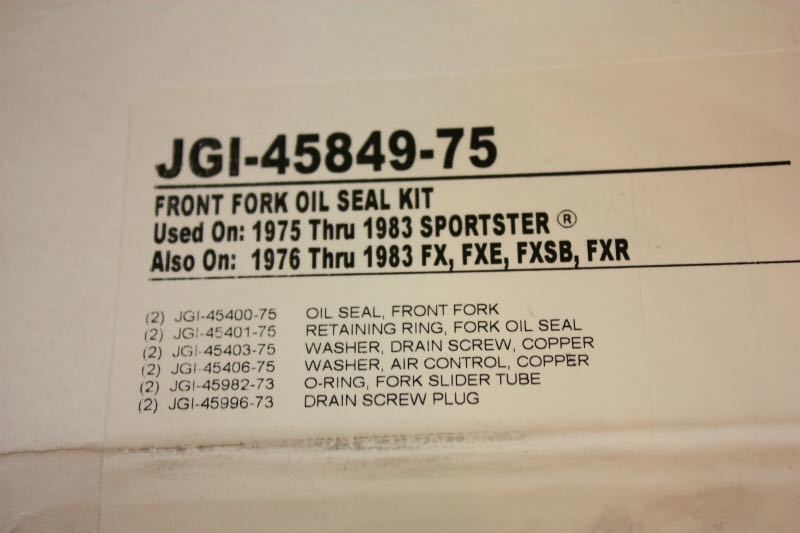 JGI-45849-75
FRONT FORK OIL SEAL KIT
Used On: 1975 Thru 1983 SPORTSTER ®
Also On: 1976 Thru 1983 FX, FXE, FXSB, FXR
(2) JGI-45400-75 OIL SEAL, FRONT FORK
(2) JGI-45401-75 RETAINING RING, FORK OIL SEAL
(2) JGI-45403-75 WASHER, DRAIN SCREW, COPPER
(2) JGI-45406-75 WASHER, AIR CONTROL, COPPER
(2) JGI-45982-73 O-RING, FORK SLIDER TUBE
(2) JGI-45996-73 DRAIN SCREW PLUG